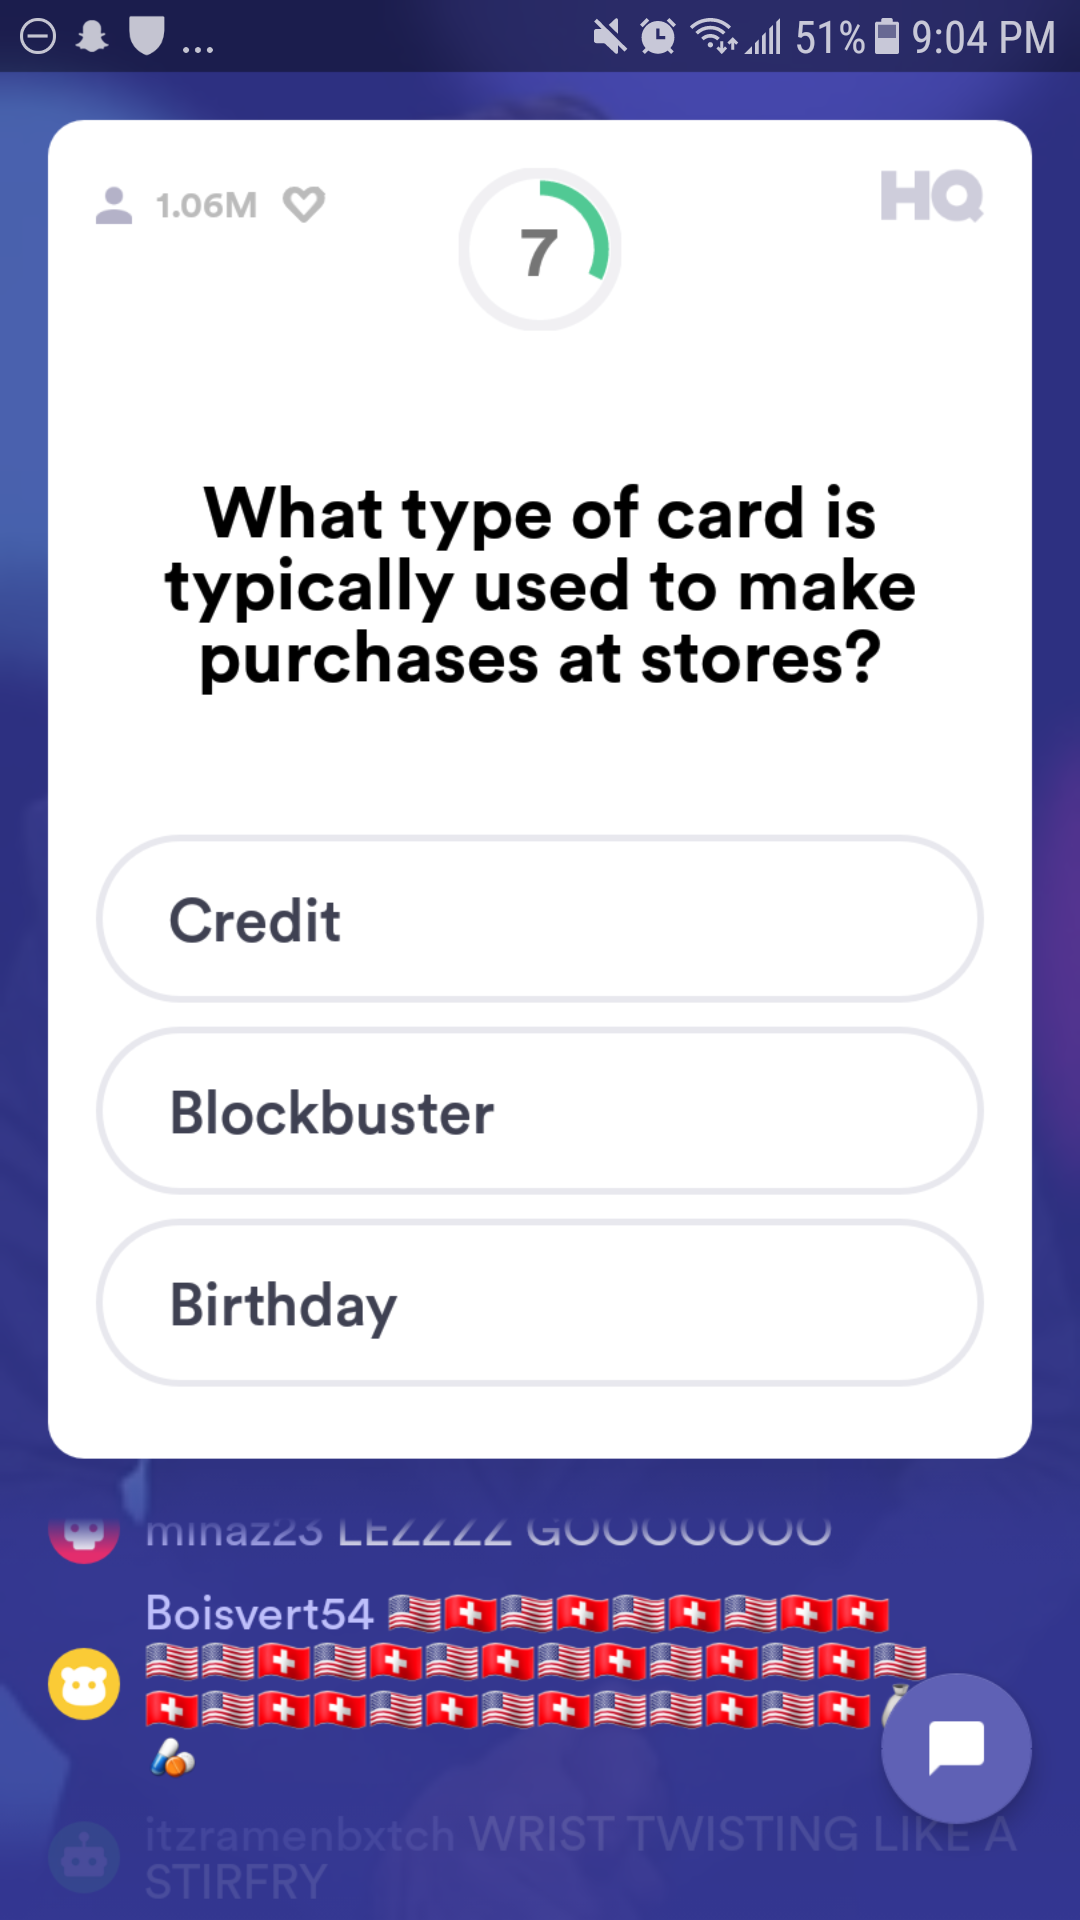 ... 51% 9:04 PM
1.06M 7 HQ
What type of card is
typically used to make
purchases at stores?
Credit
Blockbuster
Birthday
minaz23 LEZZZZ GOOOOOOO
Boisvert54 🇺🇸🇨🇭🇺🇸🇨🇭🇺🇸🇨🇭🇺🇸🇨🇭🇨🇭
🇺🇸🇺🇸🇨🇭🇺🇸🇨🇭🇺🇸🇨🇭🇺🇸🇨🇭🇺🇸🇨🇭🇺🇸🇨🇭🇺🇸
🇨🇭🇺🇸🇨🇭🇨🇭🇺🇸🇨🇭🇺🇸🇨🇭🇺🇸🇺🇸🇨🇭🇺🇸🇨🇭💰
💊
itzramenbxtch WRIST TWISTING LIKE A
STIRFRY